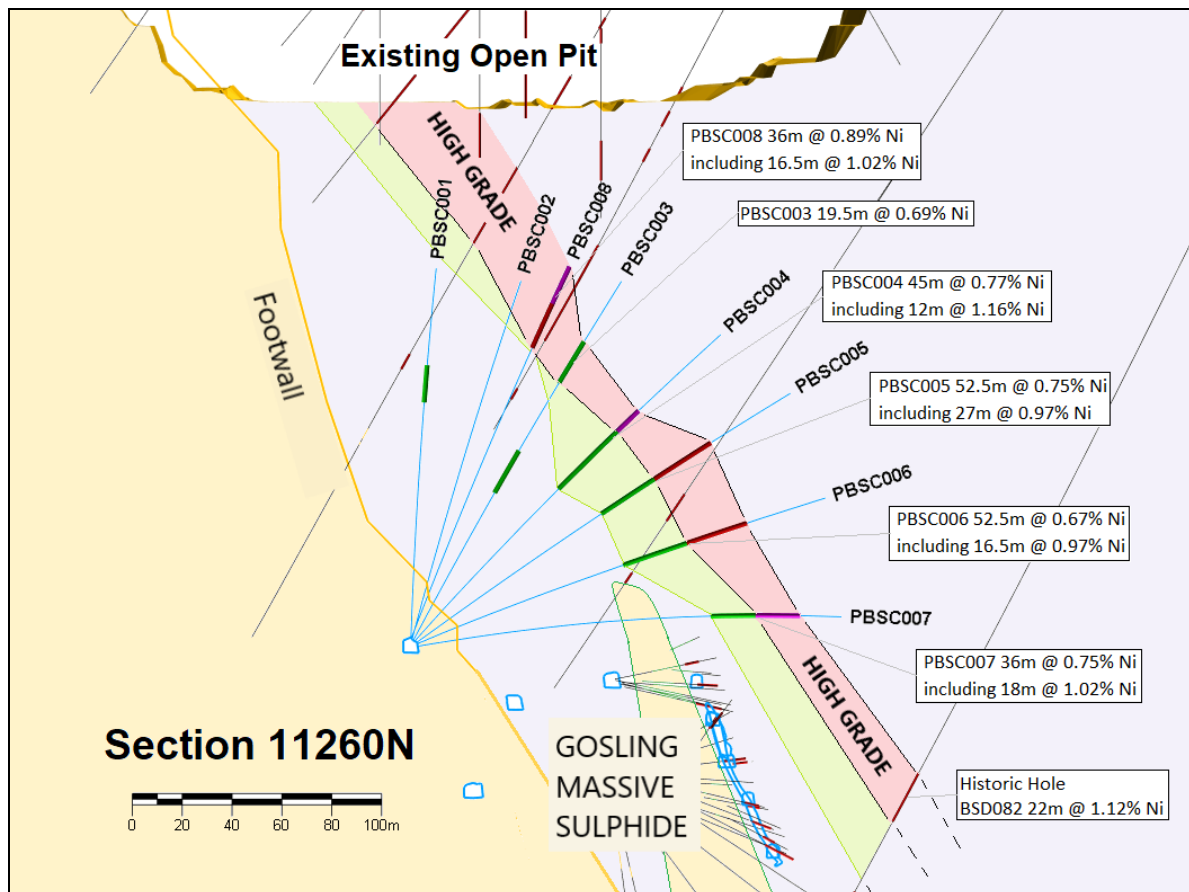 Existing Open Pit
HIGH GRADE
PBSC001
PBSC002
PBSC008
PBSC003
PBSC004
PBSC005
PBSC006
PBSC007
PBSC008 36m @ 0.89% Ni
including 16.5m @ 1.02% Ni
PBSC003 19.5m @ 0.69% Ni
PBSC004 45m @ 0.77% Ni
including 12m @ 1.16% Ni
PBSC005 52.5m @ 0.75% Ni
including 27m @ 0.97% Ni
PBSC006 52.5m @ 0.67% Ni
including 16.5m @ 0.97% Ni
PBSC007 36m @ 0.75% Ni
including 18m @ 1.02% Ni
Footwall
HIGH GRADE
Section 11260N
0 20 40 60 80 100m
GOSLING
MASSIVE
SULPHIDE
Historic Hole
BSD082 22m @ 1.12% Ni